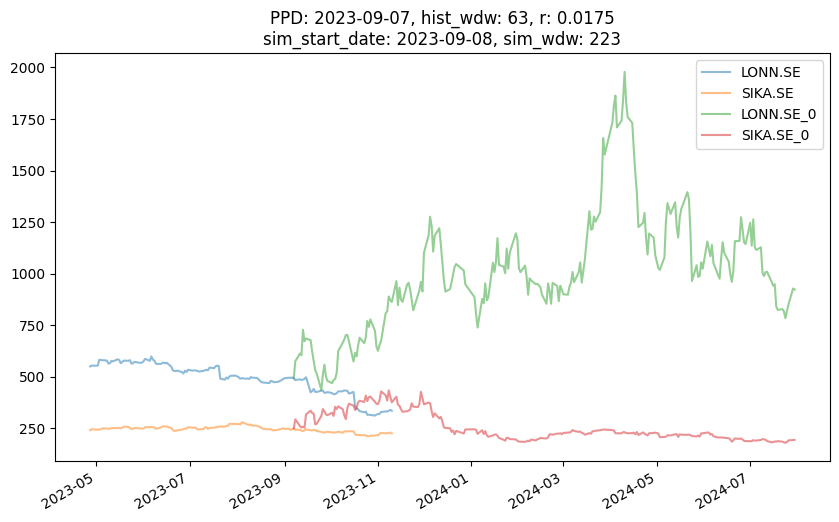 PPD: 2023-09-07, hist_wdw: 63, r: 0.0175
sim_start_date: 2023-09-08, sim_wdw: 223
LONN.SE
SIKA.SE
LONN.SE_0
SIKA.SE_0
2000
1750
1500
1250
1000
750
500
250
2023-05
2023-07
2023-09
2023-11
2024-01
2024-03
2024-05
2024-07